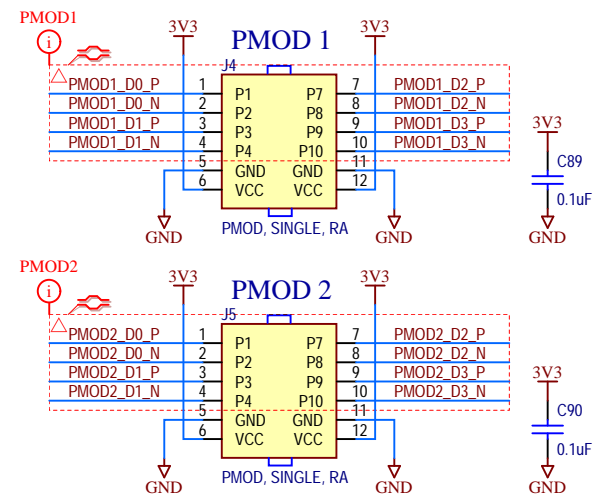 PMOD1
i
3V3
PMOD 1
3V3
J4
PMOD1_D0_P 1 P1 P7 7 PMOD1_D2_P
PMOD1_D0_N 2 P2 P8 8 PMOD1_D2_N
PMOD1_D1_P 3 P3 P9 9 PMOD1_D3_P
PMOD1_D1_N 4 P4 P10 10 PMOD1_D3_N
5 GND GND 11
6 VCC VCC 12
GND
PMOD, SINGLE, RA
GND
3V3
C89
0.1uF
GND
PMOD2
i
3V3
PMOD 2
3V3
J5
PMOD2_D0_P 1 P1 P7 7 PMOD2_D2_P
PMOD2_D0_N 2 P2 P8 8 PMOD2_D2_N
PMOD2_D1_P 3 P3 P9 9 PMOD2_D3_P
PMOD2_D1_N 4 P4 P10 10 PMOD2_D3_N
5 GND GND 11
6 VCC VCC 12
GND
PMOD, SINGLE, RA
GND
3V3
C90
0.1uF
GND